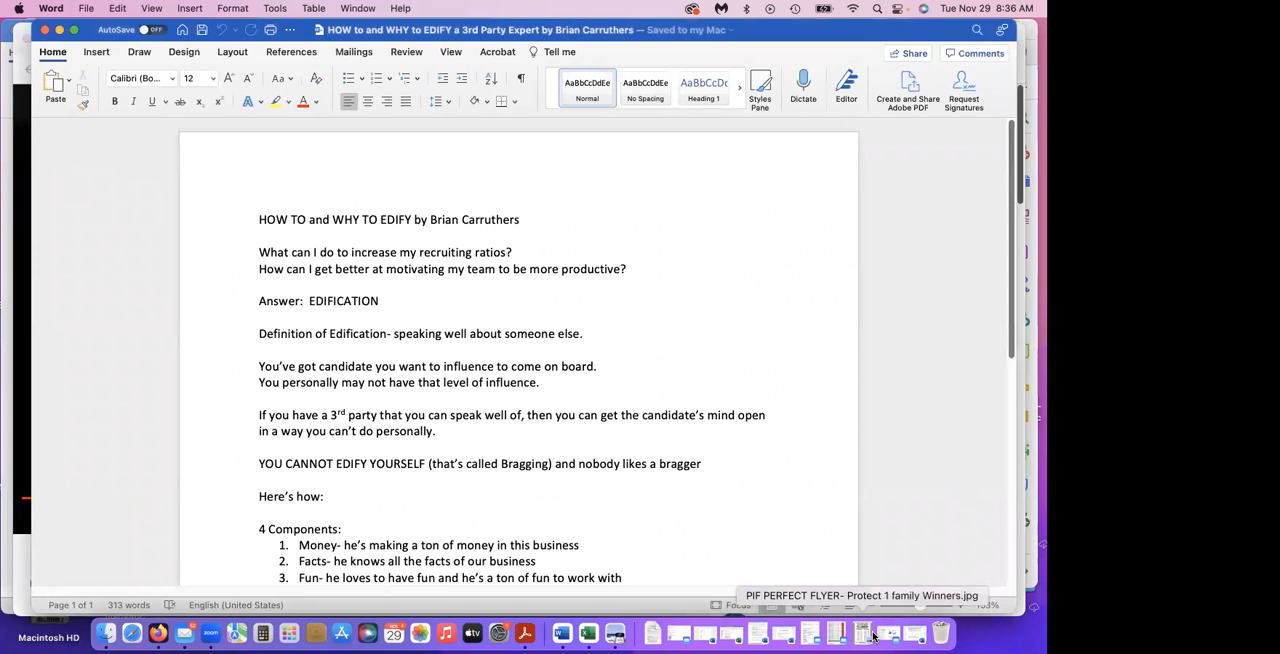 Word File Edit View Insert Format Tools Table Window Help Tue Nov 29 8:36 AM
AutoSave OFF HOW to and WHY to EDIFY a 3rd Party Expert by Brian Carruthers — Saved to my Mac
Home Insert Draw Design Layout References Mailings Review View Acrobat Tell me Share Comments
Paste Calibri (Bo... 12 AaBbCcDdEe Normal AaBbCcDdEe No Spacing AaBbCcDc Heading 1 Styles Pane Dictate Editor Create and Share Adobe PDF Request Signatures
HOW TO and WHY TO EDIFY by Brian Carruthers
What can I do to increase my recruiting ratios?
How can I get better at motivating my team to be more productive?
Answer: EDIFICATION
Definition of Edification- speaking well about someone else.
You've got candidate you want to influence to come on board.
You personally may not have that level of influence.
If you have a 3rd party that you can speak well of, then you can get the candidate's mind open
in a way you can't do personally.
YOU CANNOT EDIFY YOURSELF (that's called Bragging) and nobody likes a bragger
Here's how:
4 Components:
1. Money- he's making a ton of money in this business
2. Facts- he knows all the facts of our business
3. Fun- he loves to have fun and he's a ton of fun to work with
PIF PERFECT FLYER- Protect 1 family Winners.jpg
Page 1 of 1 313 words English (United States) Focus
Macintosh HD